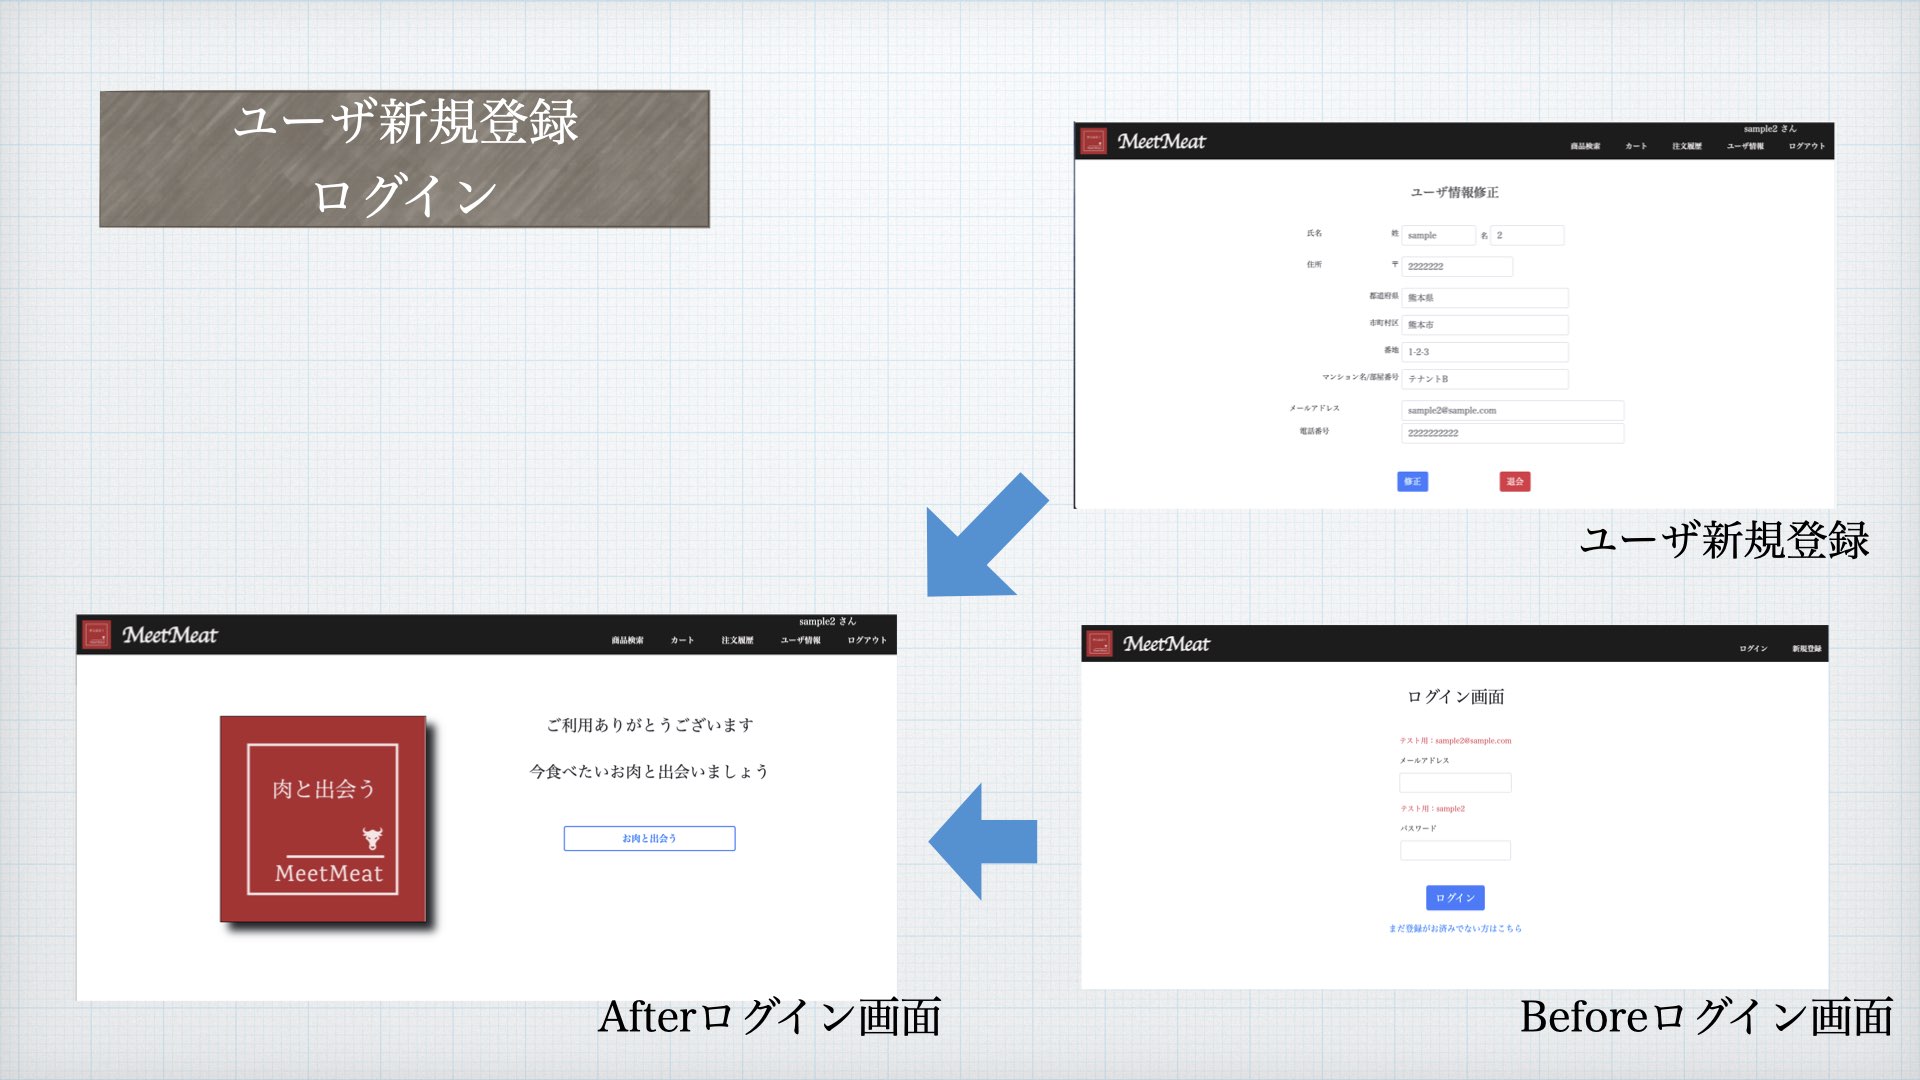 ユーザ新規登録
ログイン
MeetMeat
sample2 さん
商品検索 カート 注文履歴 ユーザ情報 ログアウト
ユーザ情報修正
氏名 姓 sample 名 2
住所 〒 2222222
都道府県 熊本県
市町村区 熊本市
番地 1-2-3
マンション名/部屋番号 テナントB
メールアドレス sample2@sample.com
電話番号 2222222222
修正 退会
ユーザ新規登録
MeetMeat
sample2 さん
商品検索 カート 注文履歴 ユーザ情報 ログアウト
肉と出会う
MeetMeat
ご利用ありがとうございます
今食べたいお肉と出会いましょう
お肉と出会う
Afterログイン画面
MeetMeat
ログイン 新規登録
ログイン画面
テスト用：sample2@sample.com
メールアドレス
テスト用：sample2
パスワード
ログイン
まだ登録がお済みでない方はこちら
Beforeログイン画面